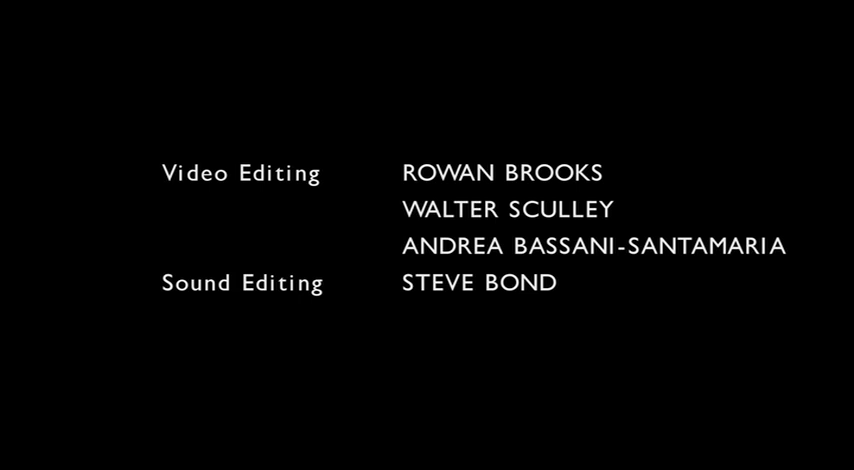 Video Editing ROWAN BROOKS
WALTER SCULLEY
ANDREA BASSANI-SANTAMARIA
Sound Editing STEVE BOND